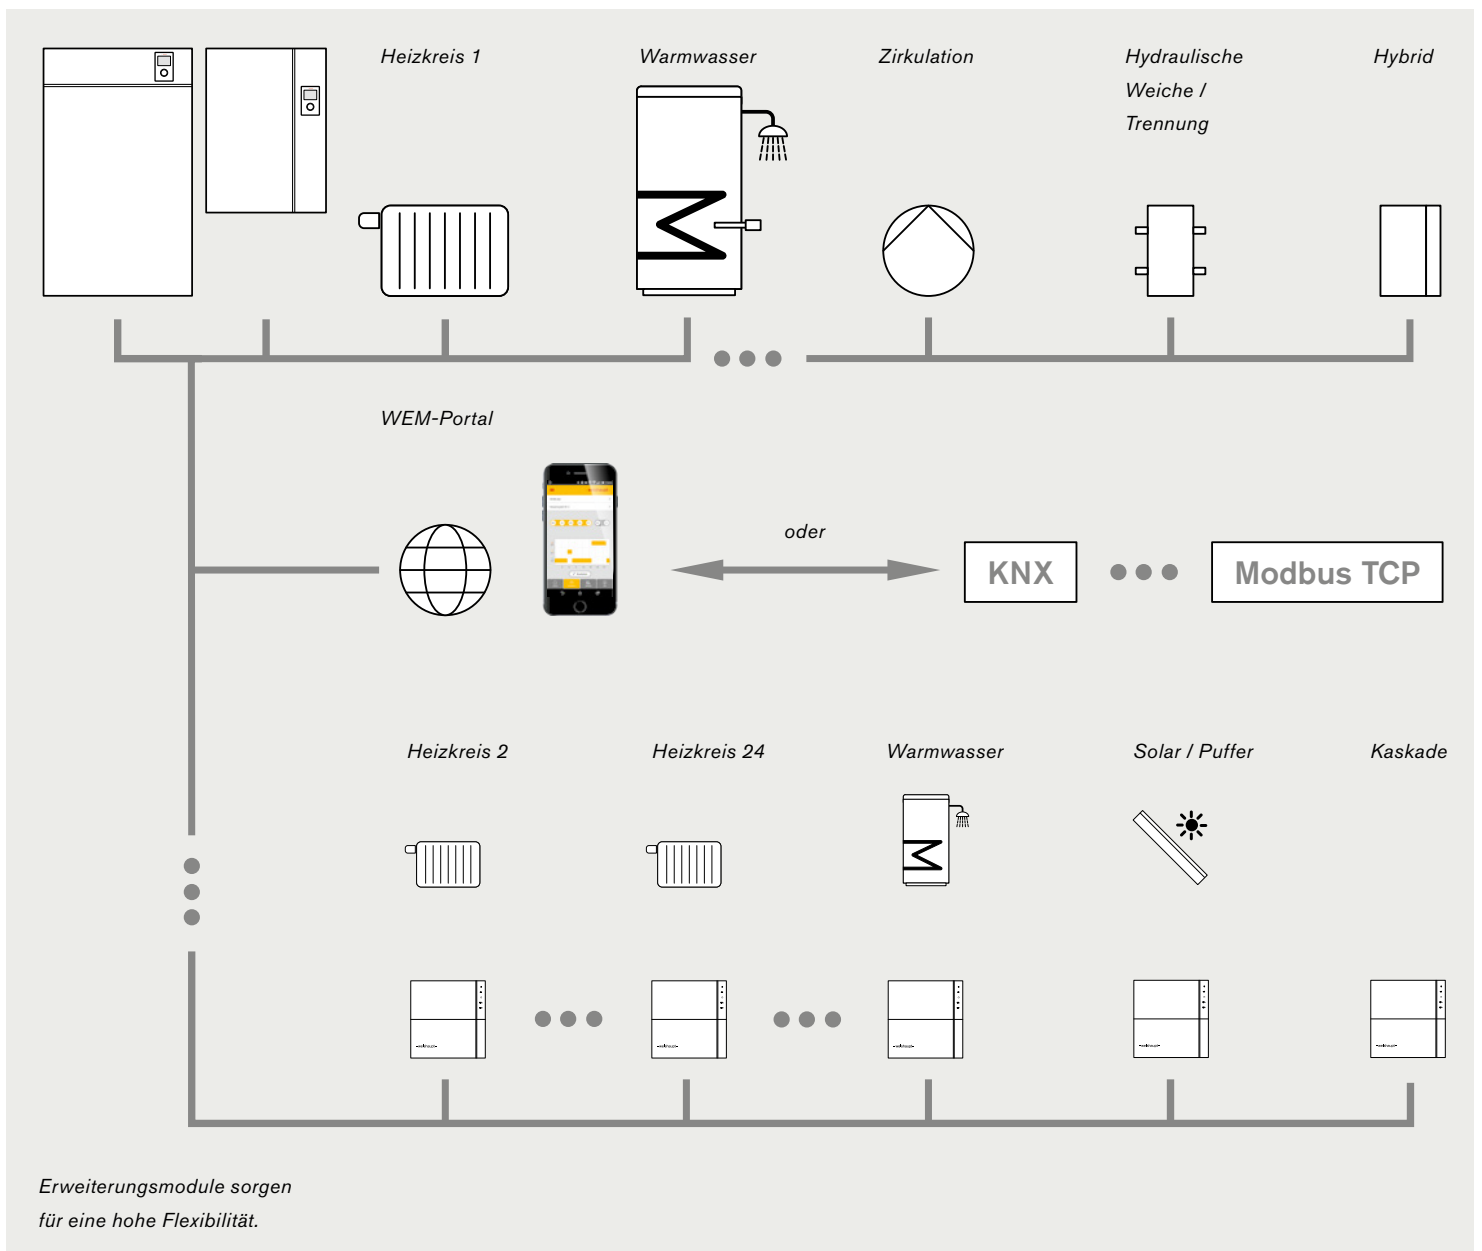 Heizkreis 1
Warmwasser
Zirkulation
Hydraulische
Weiche /
Trennung
Hybrid
WEM-Portal
oder
KNX
Modbus TCP
Heizkreis 2
Heizkreis 24
Warmwasser
Solar / Puffer
Kaskade
Erweiterungsmodule sorgen
für eine hohe Flexibilität.